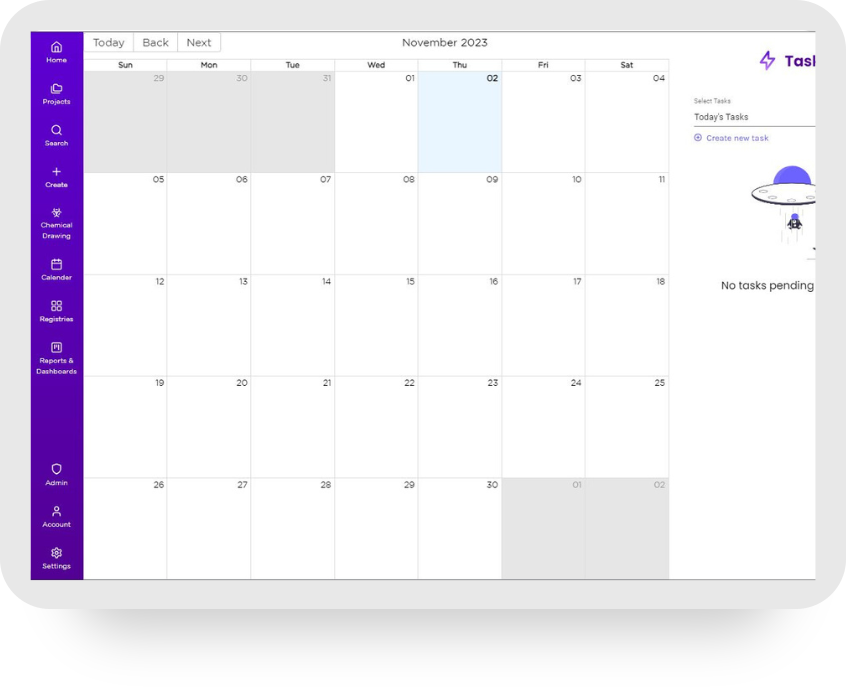 Home
Projects
Search
Create
Chemical
Drawing
Calendar
Registries
Reports &
Dashboards
Admin
Account
Settings
Today Back Next
November 2023
Sun Mon Tue Wed Thu Fri Sat
29 30 31 01 02 03 04
05 06 07 08 09 10 11
12 13 14 15 16 17 18
19 20 21 22 23 24 25
26 27 28 29 30 01 02
Task
Select Tasks
Today's Tasks
Create new task
No tasks pending